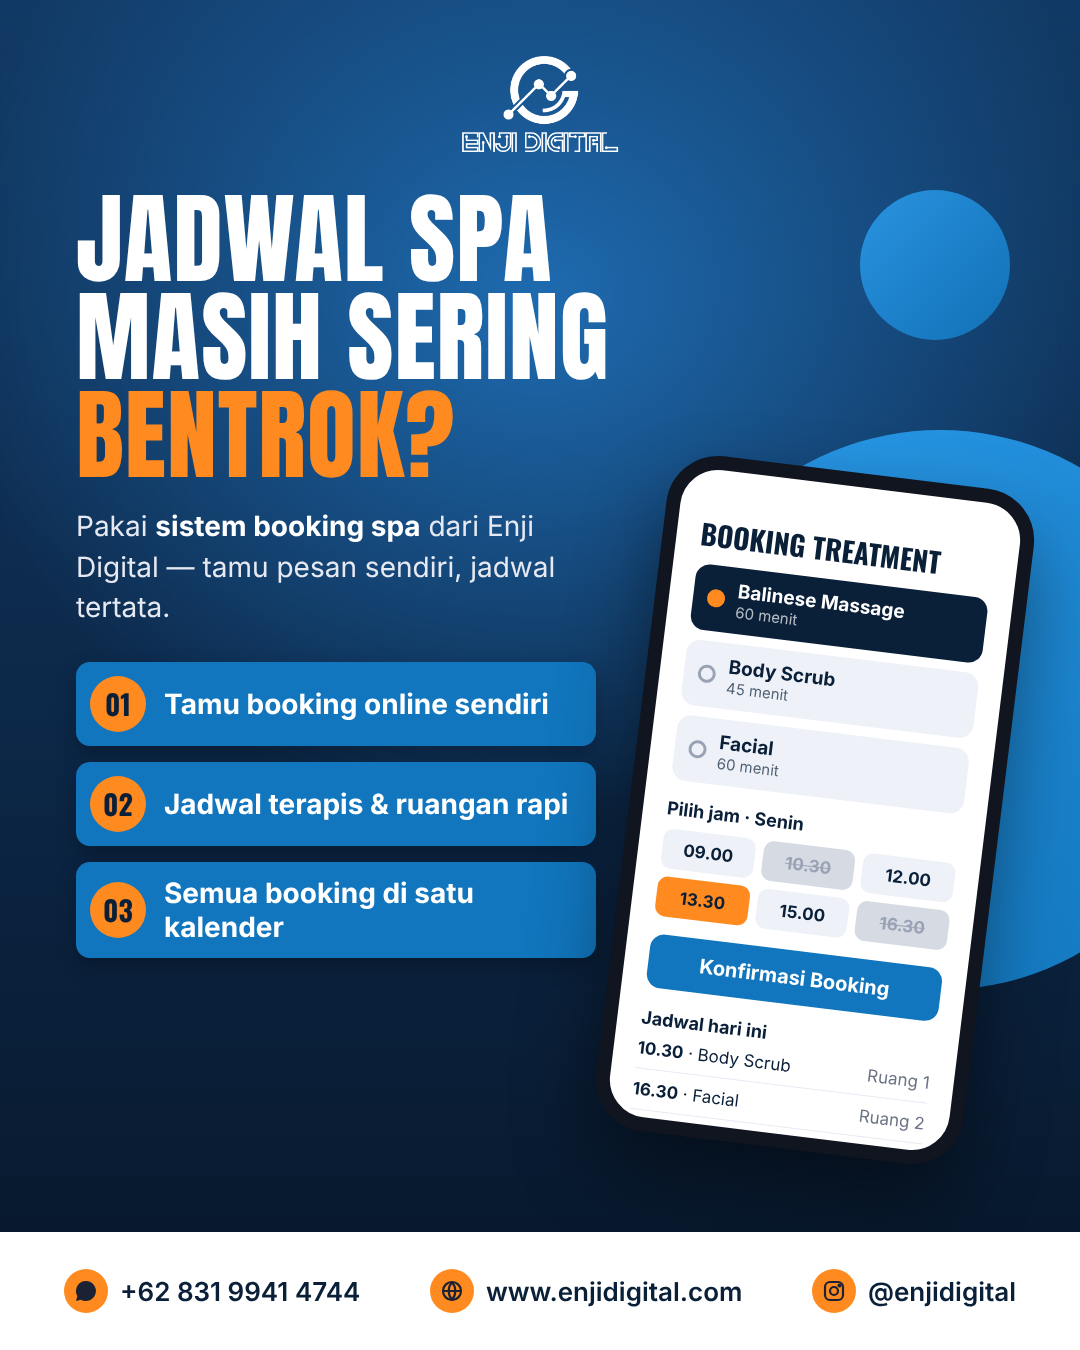 ENJI DIGITAL
JADWAL SPA
MASIH SERING
BENTROK?
Pakai sistem booking spa dari Enji
Digital — tamu pesan sendiri, jadwal
tertata.
01 Tamu booking online sendiri
02 Jadwal terapis & ruangan rapi
03 Semua booking di satu
kalender
BOOKING TREATMENT
Balinese Massage
60 menit
Body Scrub
45 menit
Facial
60 menit
Pilih jam · Senin
09.00 10.30 12.00
13.30 15.00 16.30
Konfirmasi Booking
Jadwal hari ini
10.30 · Body Scrub Ruang 1
16.30 · Facial Ruang 2
+62 831 9941 4744 www.enjidigital.com @enjidigital